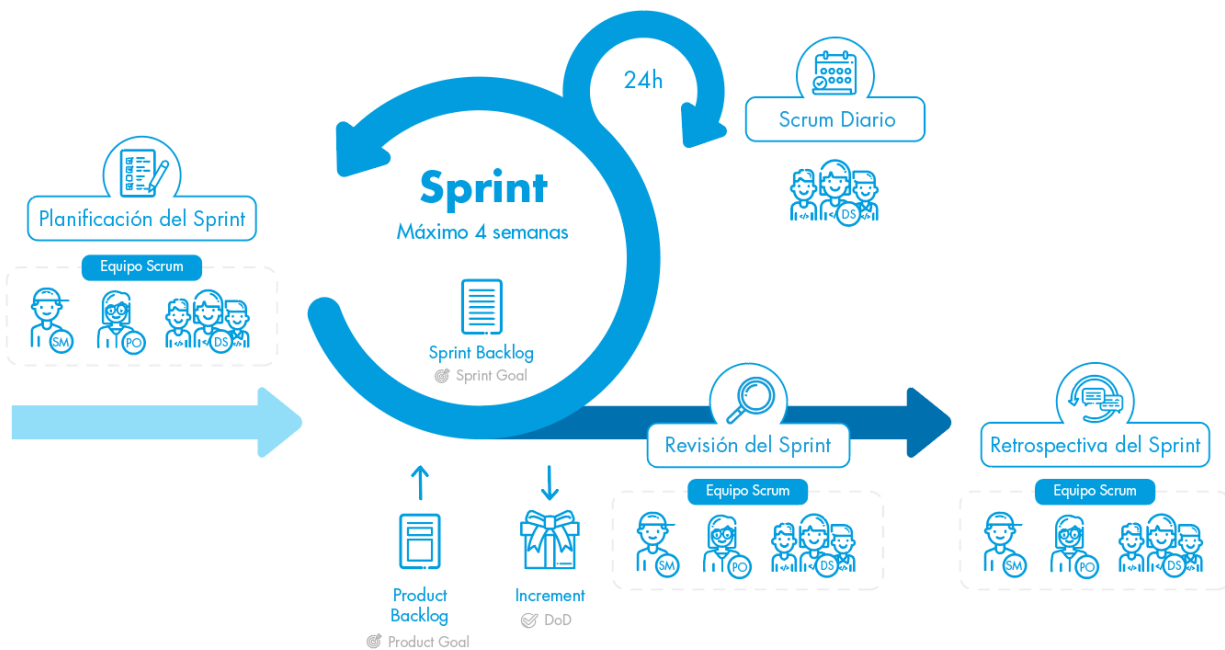 24h
Scrum Diario
DS
Sprint
Máximo 4 semanas
Planificación del Sprint
Equipo Scrum
SM
PO
DS
Sprint Backlog
Sprint Goal
Revisión del Sprint
Equipo Scrum
SM
PO
DS
Retrospectiva del Sprint
Equipo Scrum
SM
PO
DS
Product
Backlog
Product Goal
Increment
DoD